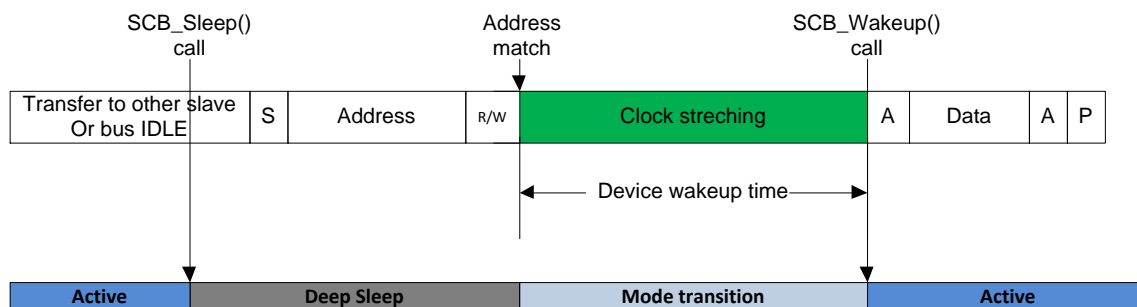 SCB_Sleep()
call
Address
match
SCB_Wakeup()
call
Transfer to other slave
Or bus IDLE
S
Address
R/W
Clock streching
A
Data
A
P
Device wakeup time
Active
Deep Sleep
Mode transition
Active